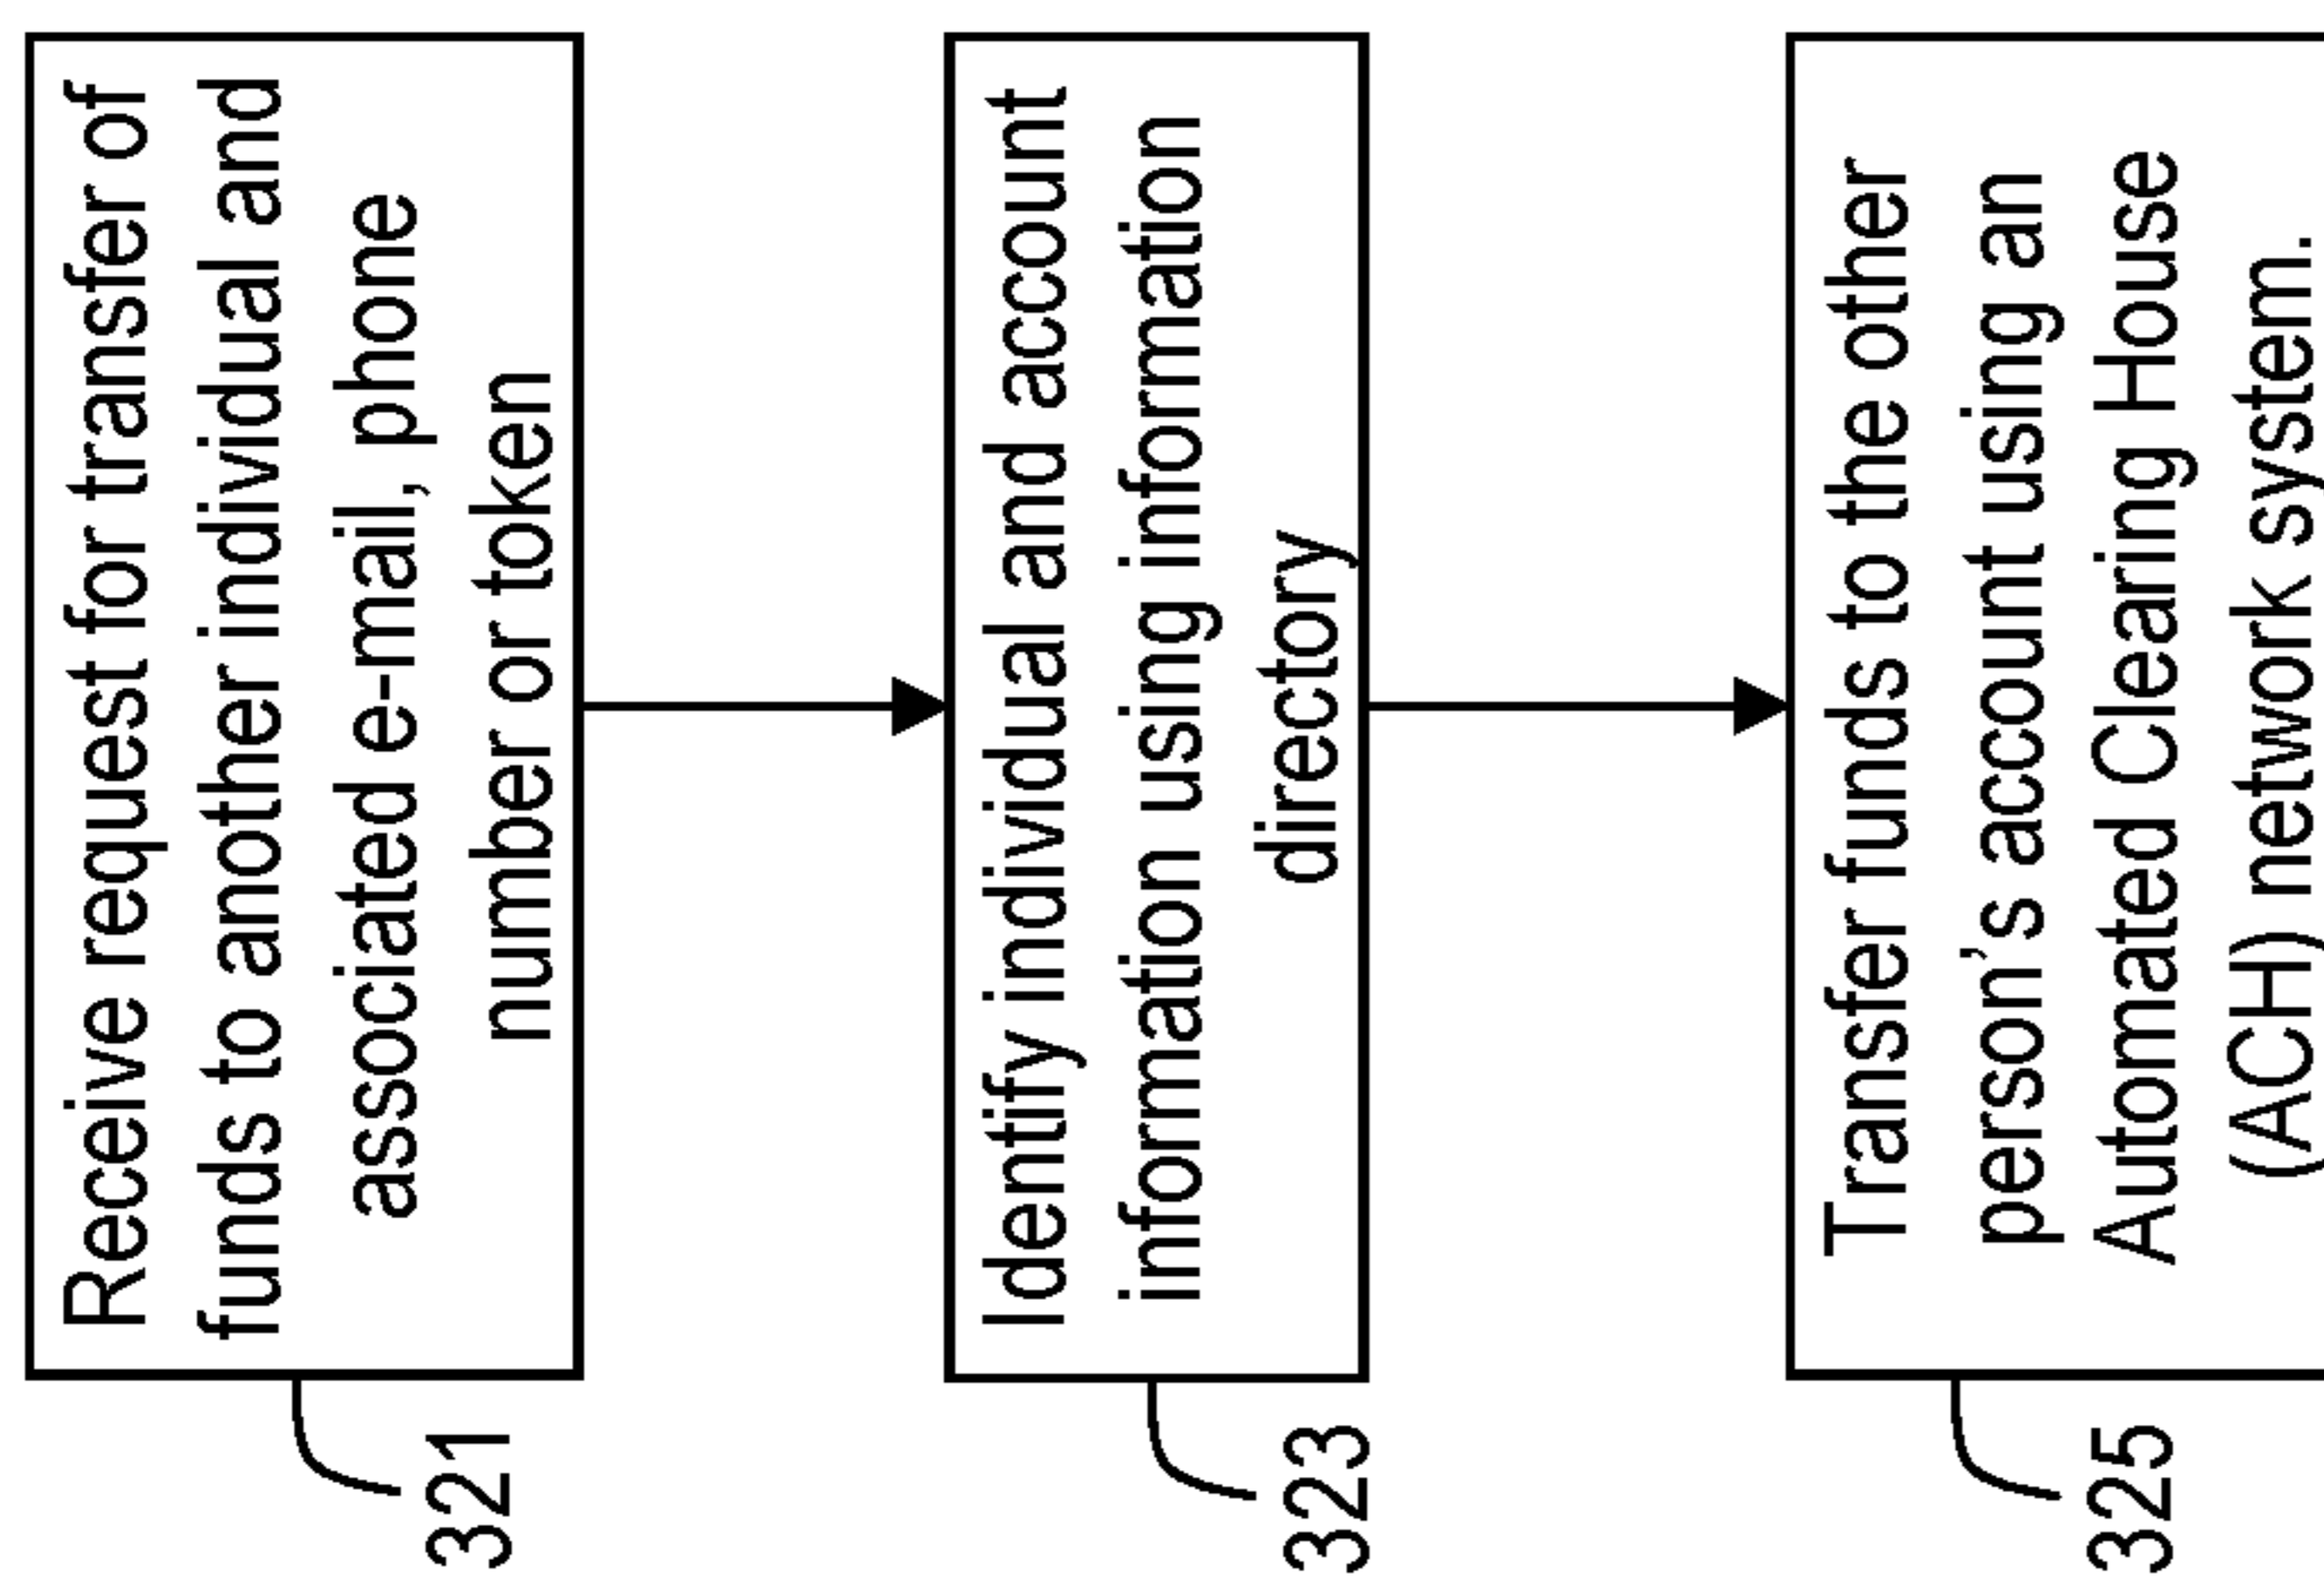 Receive request for transfer of
funds to another individual and
associated e-mail, phone
number or token
321
Identify individual and account
information using information
directory
323
Transfer funds to the other
person’s account using an
Automated Clearing House
(ACH) network system.
325